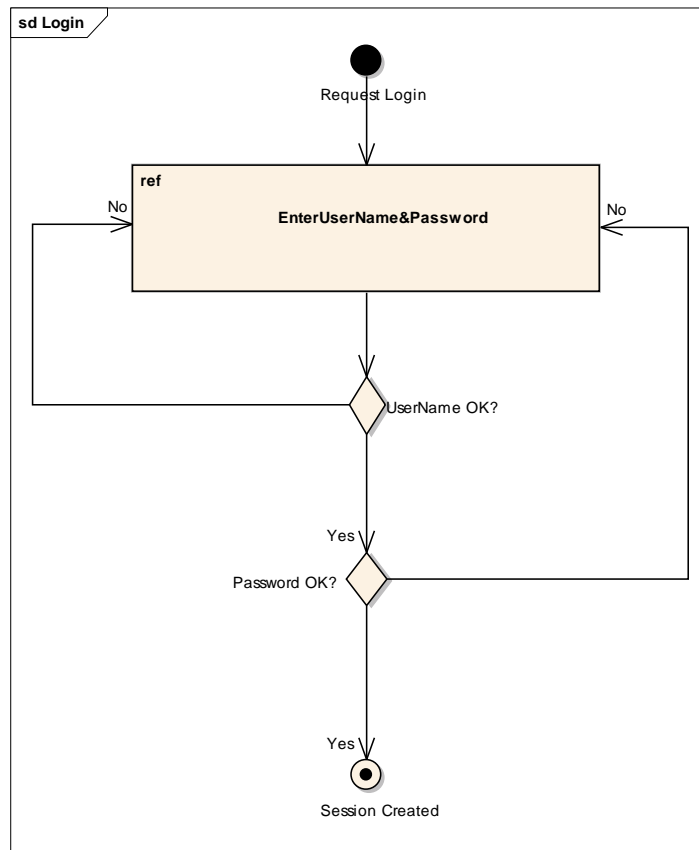 sd Login
Request Login
ref
EnterUserName&Password
No
No
UserName OK?
Yes
Password OK?
Yes
Session Created